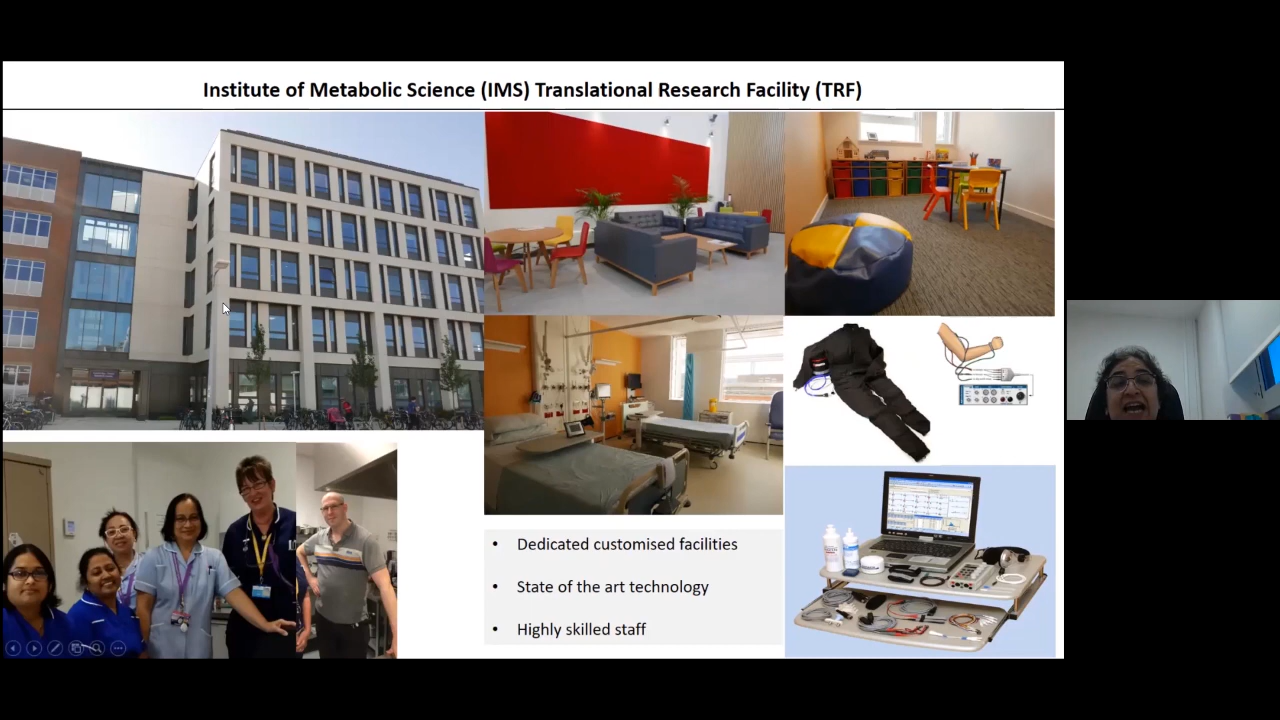 Institute of Metabolic Science (IMS) Translational Research Facility (TRF)
• Dedicated customised facilities
• State of the art technology
• Highly skilled staff